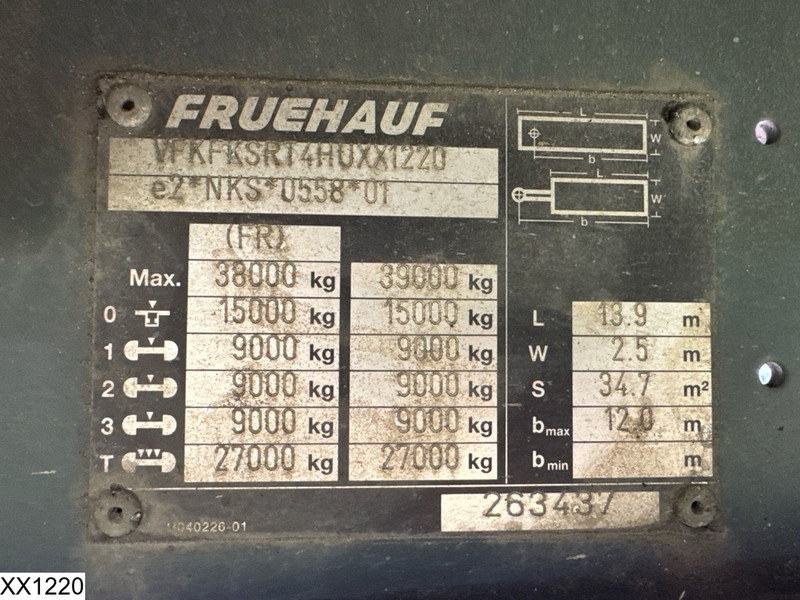 FRUEHAUF
VFKFKSRT4HUXX1220
e2*NKS*0558*01
(FR)
Max. 38000 kg 39000 kg
0 15000 kg 15000 kg
1 9000 kg 9000 kg
2 9000 kg 9000 kg
3 9000 kg 9000 kg
T 27000 kg 27000 kg
L
W
b
L
W
b
L 13.9 m
W 2.5 m
S 34.7 m²
bmax 12.0 m
bmin m
263437
M040226-01
XX1220